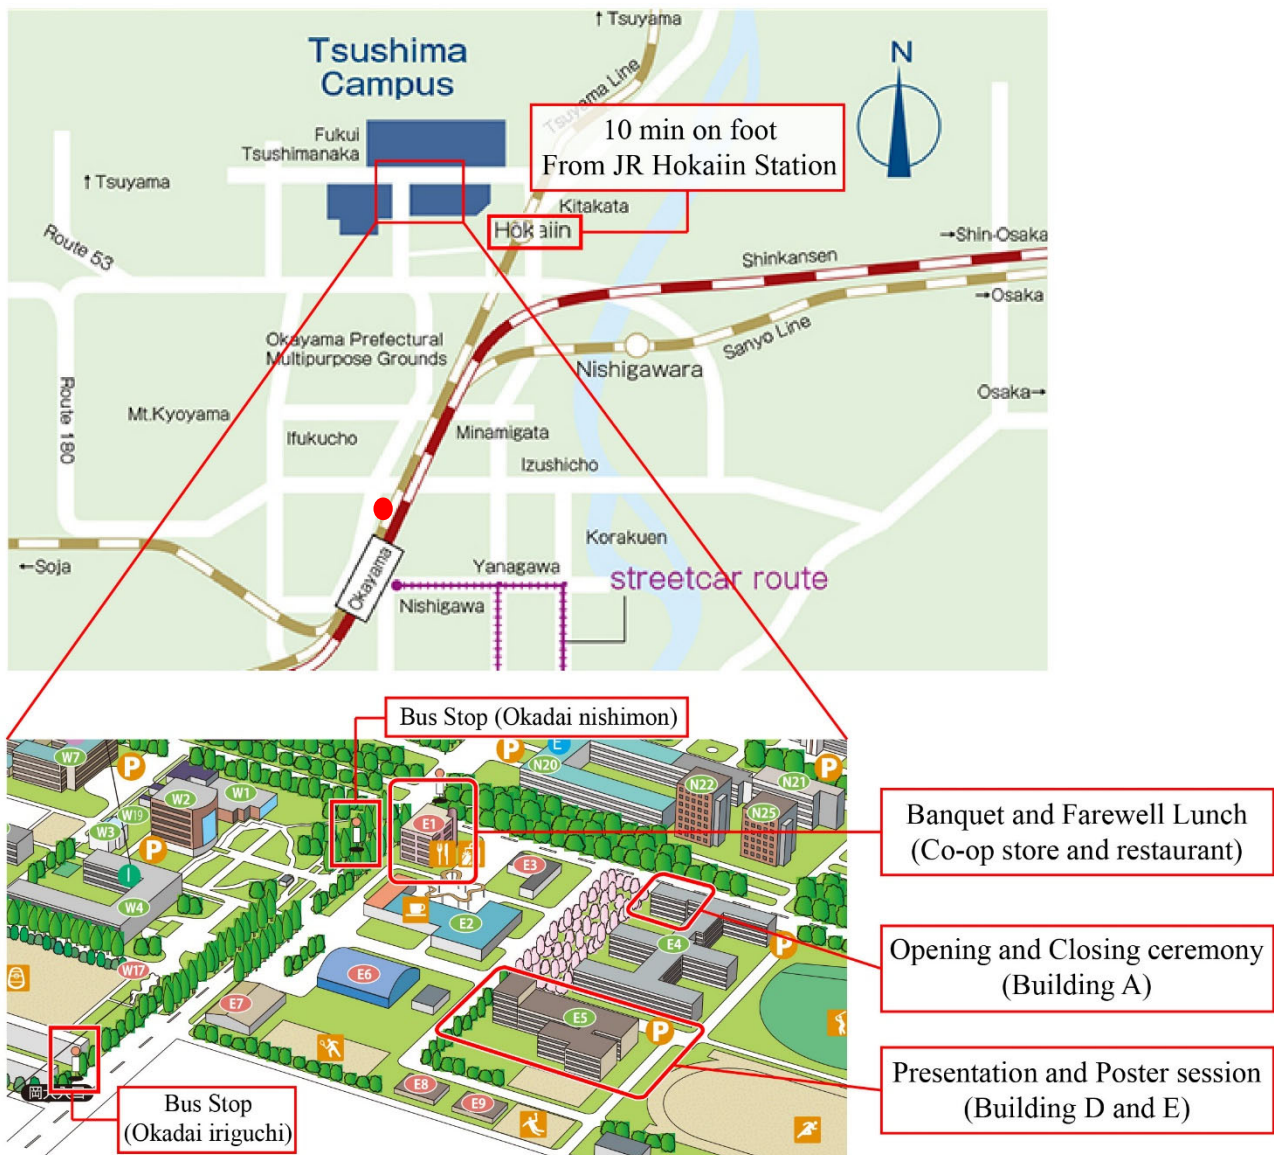 ↑Tsuyama
Tsushima
Campus
N
Tsuyama Line
10 min on foot
From JR Hokaiin Station
Fukui
Tsushimanaka
↑Tsuyama
Kitakata
Hokaiin
Route 53
→Shin-Osaka
Shinkansen
→Osaka
Okayama Prefectural
Multipurpose Grounds
Sanyo Line
Nishigawara
Route 180
Osaka→
Mt.Kyoyama
Ifukucho
Minamigata
Izushicho
Korakuen
←Soja
Okayama
Yanagawa
streetcar route
Nishigawa
Bus Stop (Okadai nishimon)
W7
P
W2
W1
W19
W3
P
I
W4
W17
E1
E3
E2
E6
E7
E8
E9
P
E
N20
N22
N21
P
N25
E4
P
E5
P
Banquet and Farewell Lunch
(Co-op store and restaurant)
Opening and Closing ceremony
(Building A)
Presentation and Poster session
(Building D and E)
Bus Stop
(Okadai iriguchi)